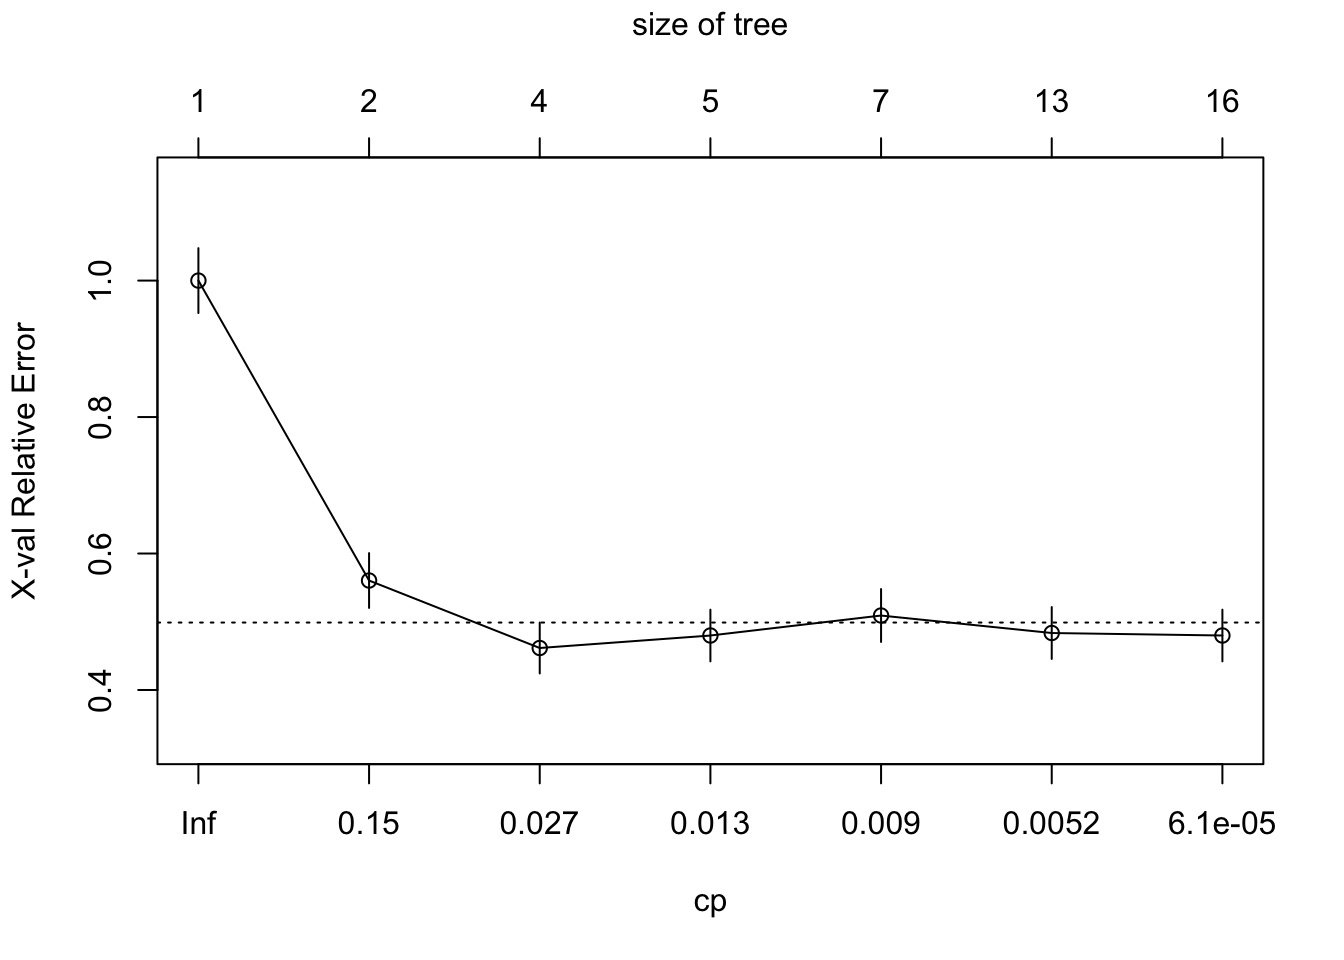 size of tree
1 2 4 5 7 13 16
X-val Relative Error
1.0
0.8
0.6
0.4
Inf 0.15 0.027 0.013 0.009 0.0052 6.1e-05
cp